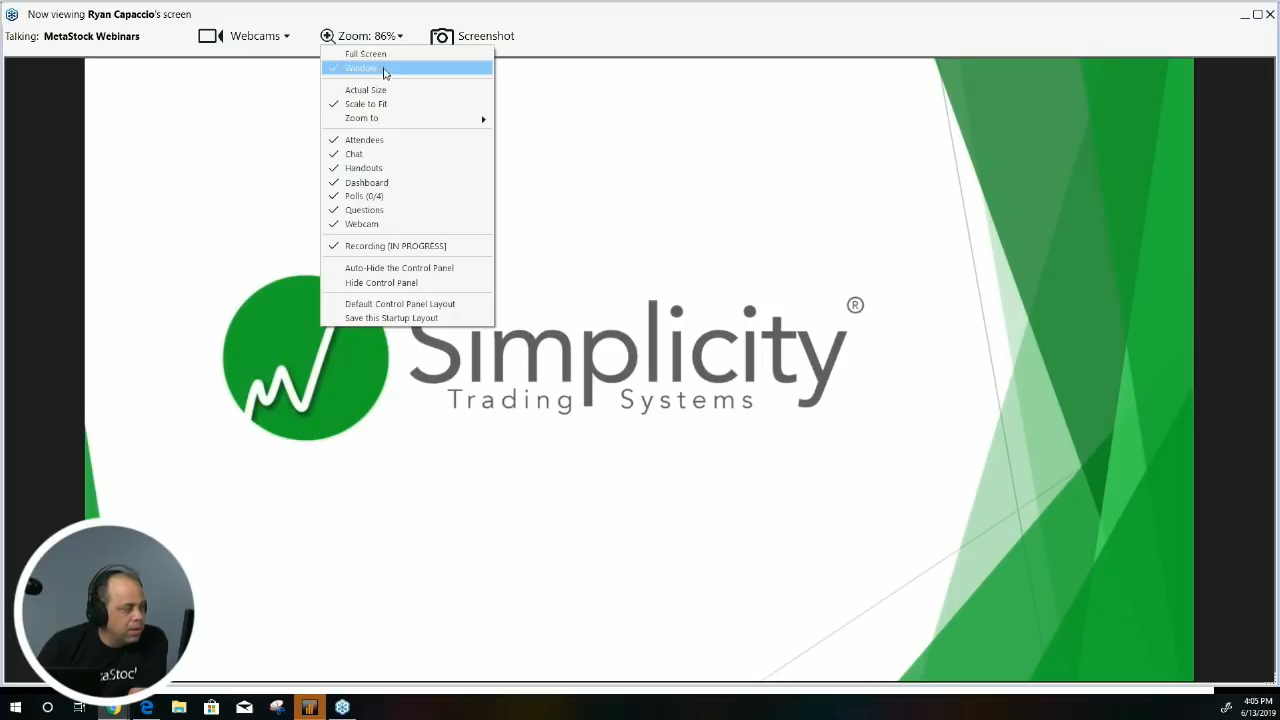 Now viewing Ryan Capaccio's screen
Talking: MetaStock Webinars
Webcams
Zoom: 86%
Screenshot
Full Screen
Window
Actual Size
Scale to Fit
Zoom to
Attendees
Chat
Handouts
Dashboard
Polls (0/4)
Questions
Webcam
Recording [IN PROGRESS]
Auto-Hide the Control Panel
Hide Control Panel
Default Control Panel Layout
Save this Startup Layout
Simplicity ®
Trading Systems
taStoc
4:05 PM
6/13/2019